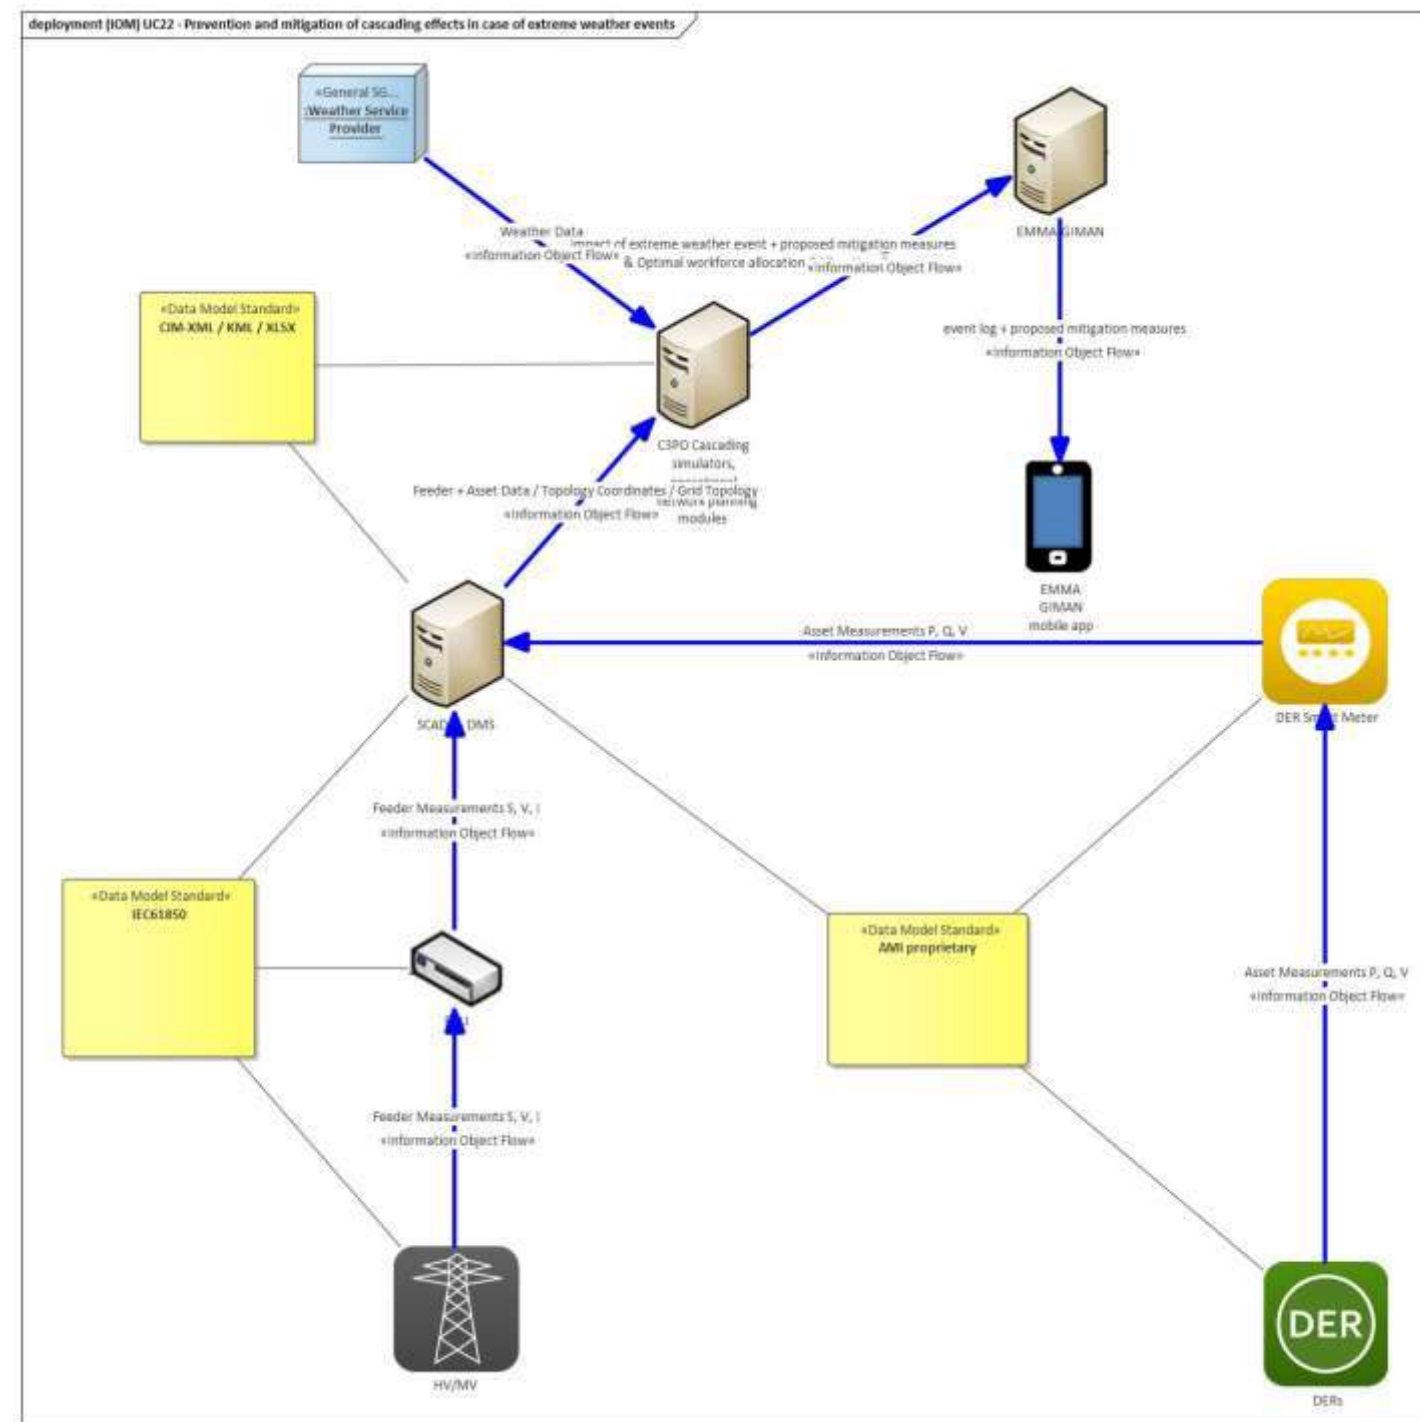 deployment (IOM) UC22 - Prevention and mitigation of cascading effects in case of extreme weather events
«General SG...
:Weather Service
Provider
EMMA GIMAN
Weather Data
«Information Object Flow»
Impact of extreme weather event + proposed mitigation measures
& Optimal workforce allocation
«Information Object Flow»
«Data Model Standard»
CIM-XML / KML / XLSX
event log + proposed mitigation measures
«Information Object Flow»
C3PO Cascading
simulators,
network planning
modules
Feeder + Asset Data / Topology Coordinates / Grid Topology
«Information Object Flow»
EMMA
GIMAN
mobile app
Asset Measurements P, Q, V
«Information Object Flow»
SCADA DMS
DER Smart Meter
Feeder Measurements S, V, I
«Information Object Flow»
«Data Model Standard»
IEC61850
«Data Model Standard»
AMI proprietary
Asset Measurements P, Q, V
«Information Object Flow»
Feeder Measurements S, V, I
«Information Object Flow»
HV/MV
DER
DERs